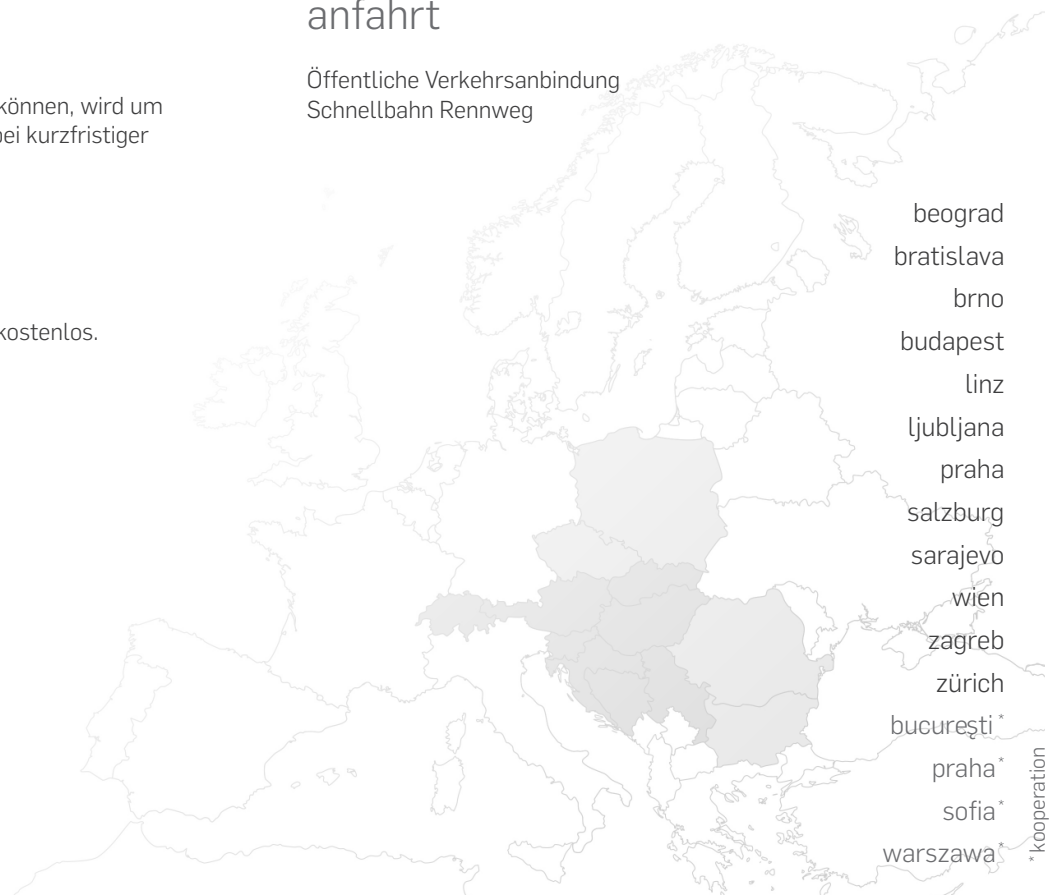 können, wird um
bei kurzfristiger
kostenlos.
anfahrt
Öffentliche Verkehrsanbindung
Schnellbahn Rennweg
beograd
bratislava
brno
budapest
linz
ljubljana
praha
salzburg
sarajevo
wien
zagreb
zürich
bucureşti*
praha*
sofia*
warszawa*
* kooperation